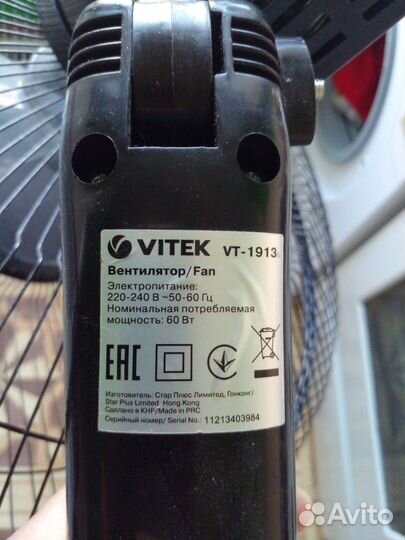 VITEK VT-1913
Вентилятор/Fan
Электропитание:
220-240 В ~50-60 Гц
Номинальная потребляемая
мощность: 60 Вт
EAC
Изготовитель: Стар Плюс Лимитед, Гонконг/
Star Plus Limited Hong Kong
Сделано в КНР/Made in PRC
Серийный номер/ Serial No.: 11213403984
Avito